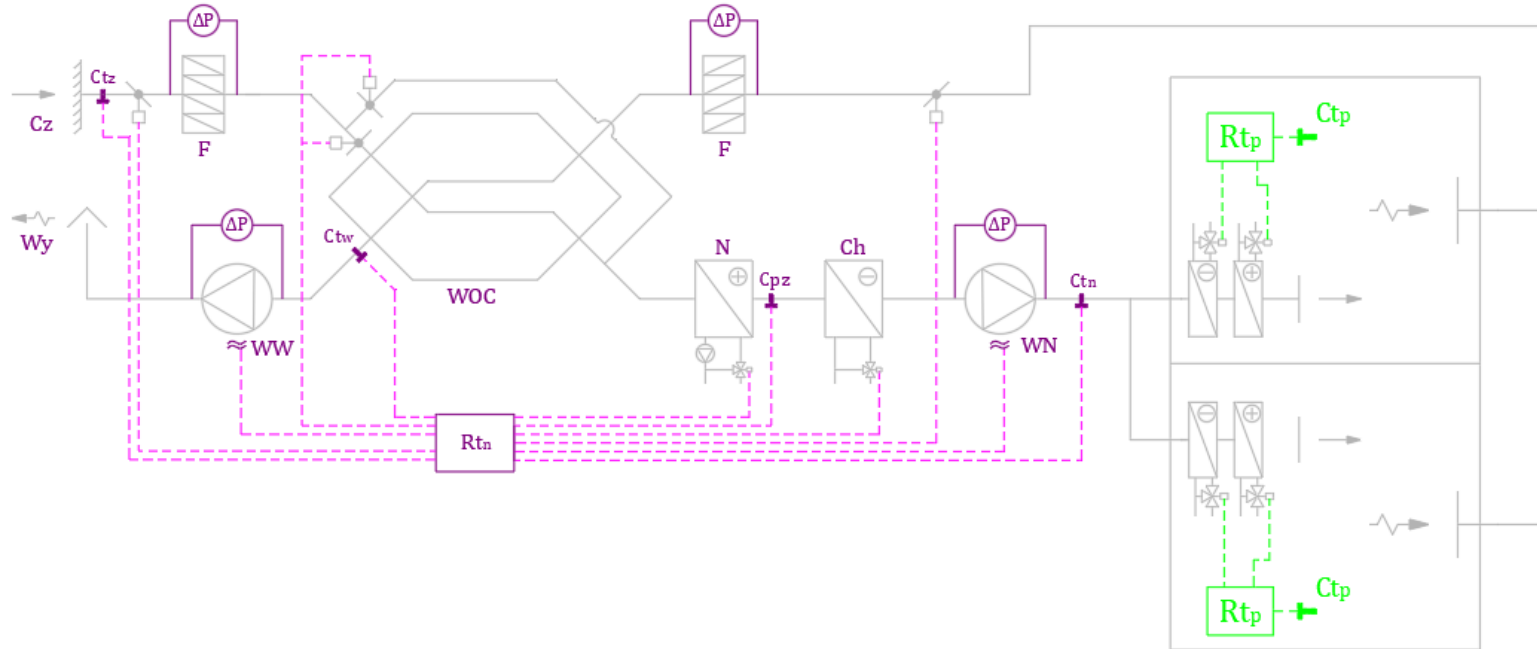 ΔP
ΔP
Ctz
Cz
F
F
Ctp
Rtp
Wy
ΔP
Ctw
ΔP
N
Ch
Cpz
Ctn
WOC
WW
WN
Rtn
Ctp
Rtp